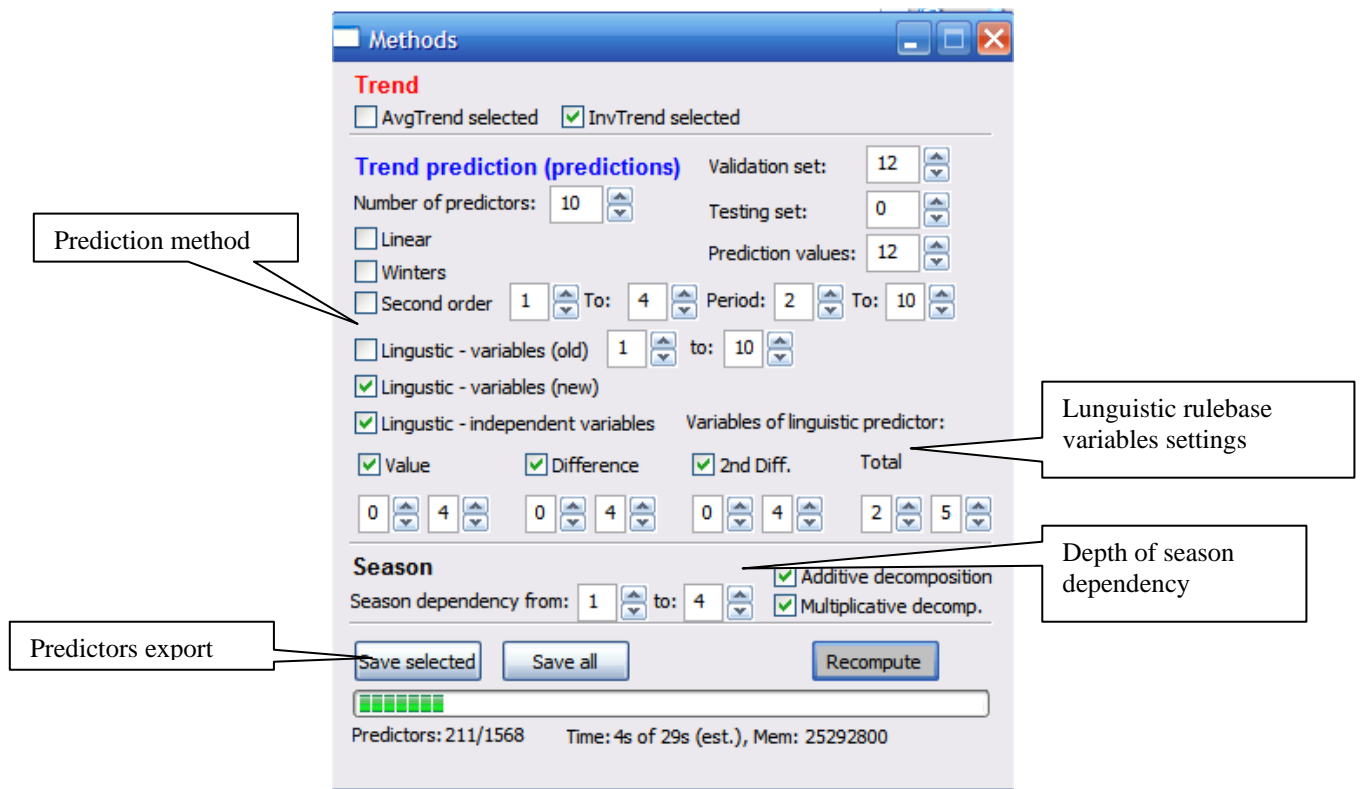 Methods
Trend
AvgTrend selected InvTrend selected
Trend prediction (predictions) Validation set: 12
Number of predictors: 10 Testing set: 0
Prediction method
Linear Prediction values: 12
Winters
Second order 1 To: 4 Period: 2 To: 10
Lingustic - variables (old) 1 to: 10
Lingustic - variables (new)
Lingustic - independent variables Variables of linguistic predictor:
Lunguistic rulebase
variables settings
Value Difference 2nd Diff. Total
0 4 0 4 0 4 2 5
Season
Depth of season
dependency
Additive decomposition
Season dependency from: 1 to: 4 Multiplicative decomp.
Predictors export
Save selected Save all Recompute
Predictors: 211/1568 Time: 4s of 29s (est.), Mem: 25292800